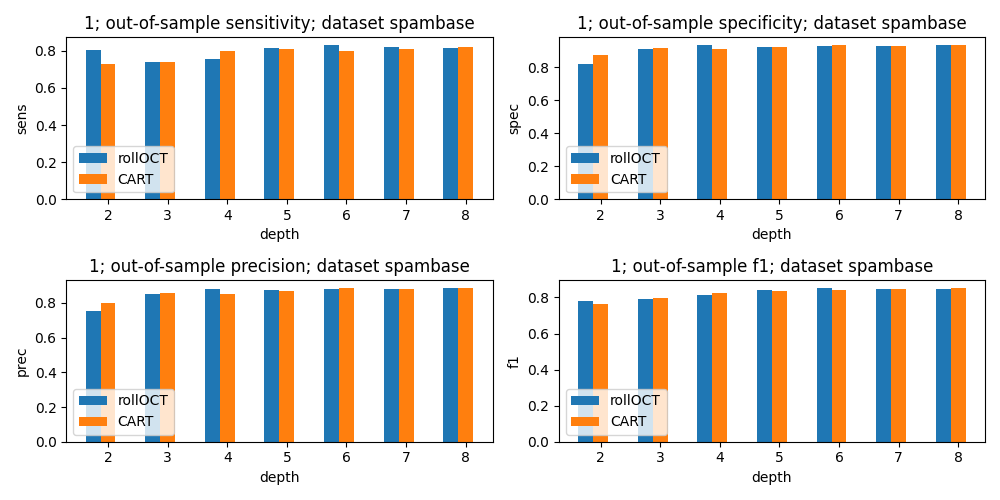 1; out-of-sample sensitivity; dataset spambase
sens
0.8
0.6
0.4
0.2
0.0
rollOCT
CART
2 3 4 5 6 7 8
depth
1; out-of-sample specificity; dataset spambase
spec
0.8
0.6
0.4
0.2
0.0
rollOCT
CART
2 3 4 5 6 7 8
depth
1; out-of-sample precision; dataset spambase
prec
0.8
0.6
0.4
0.2
0.0
rollOCT
CART
2 3 4 5 6 7 8
depth
1; out-of-sample f1; dataset spambase
f1
0.8
0.6
0.4
0.2
0.0
rollOCT
CART
2 3 4 5 6 7 8
depth